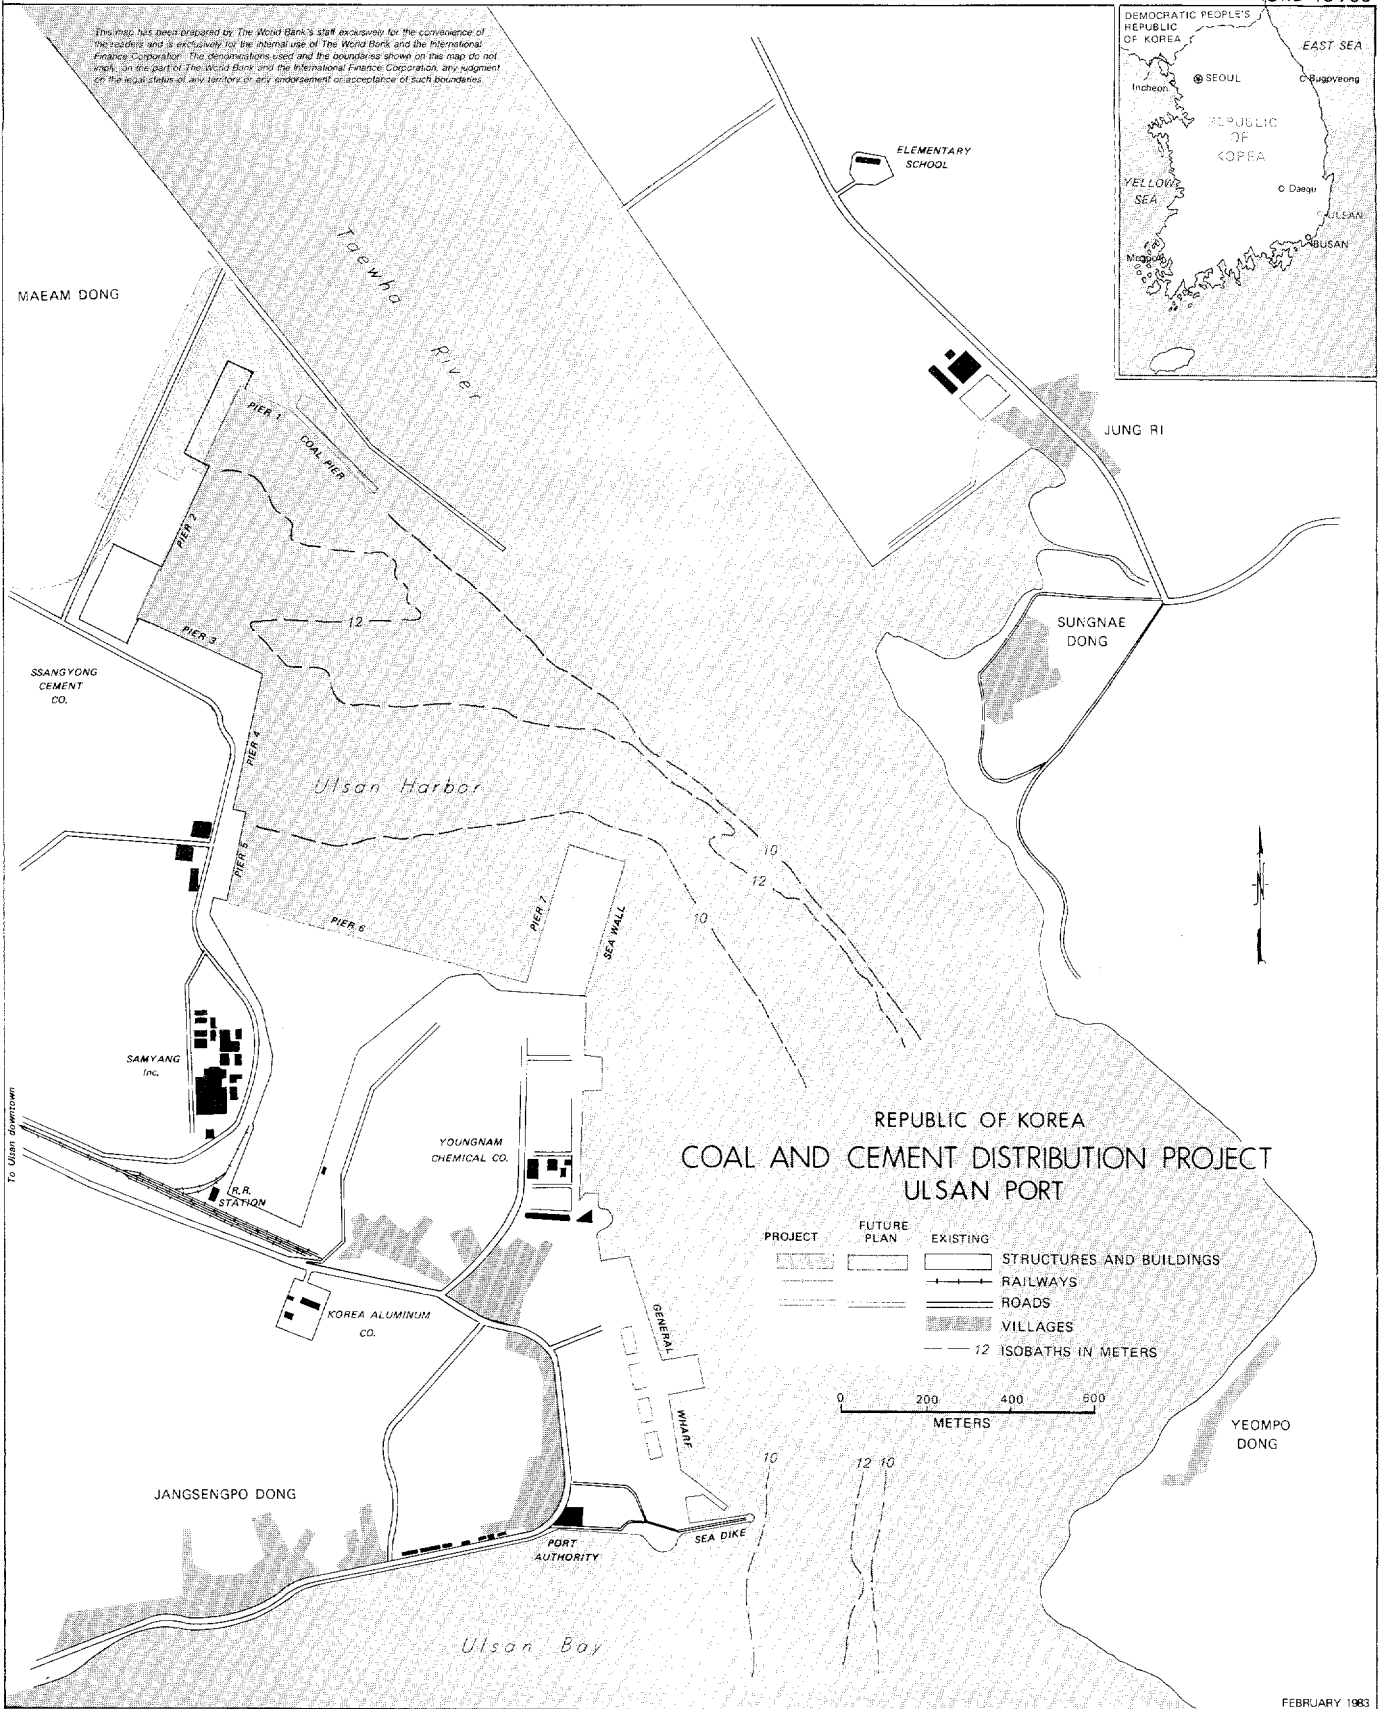 This map has been prepared by The World Bank's staff exclusively for the convenience of
the readers and is exclusively for the internal use of The World Bank and the International
Finance Corporation. The denominations used and the boundaries shown on this map do not
imply, on the part of The World Bank and the International Finance Corporation, any judgment
on the legal status of any territory or any endorsement or acceptance of such boundaries.
DEMOCRATIC PEOPLE'S
REPUBLIC
OF KOREA
EAST SEA
SEOUL
Incheon
Bugpyeong
REPUBLIC
OF
KOREA
YELLOW
SEA
Daegu
ULSAN
BUSAN
ELEMENTARY
SCHOOL
Taewha River
MAEAM DONG
PIER 1
COAL PIER
JUNG RI
PIER 2
12
PIER 3
SUNGNAE
DONG
SSANGYONG
CEMENT
CO.
PIER 4
Ulsan Harbor
PIER 5
10
12
PIER 6
PIER 7
SEA WALL
10
N
SAMYANG
Inc.
To Ulsan downtown
YOUNGNAM
CHEMICAL CO.
R.R.
STATION
REPUBLIC OF KOREA
COAL AND CEMENT DISTRIBUTION PROJECT
ULSAN PORT
PROJECT
FUTURE
PLAN
EXISTING
STRUCTURES AND BUILDINGS
RAILWAYS
ROADS
VILLAGES
12 ISOBATHS IN METERS
KOREA ALUMINUM
CO.
GENERAL
WHARF
0 200 400 600
METERS
YEOMPO
DONG
10
12 10
JANGSENGPO DONG
PORT
AUTHORITY
SEA DIKE
Ulsan Bay
FEBRUARY 1983